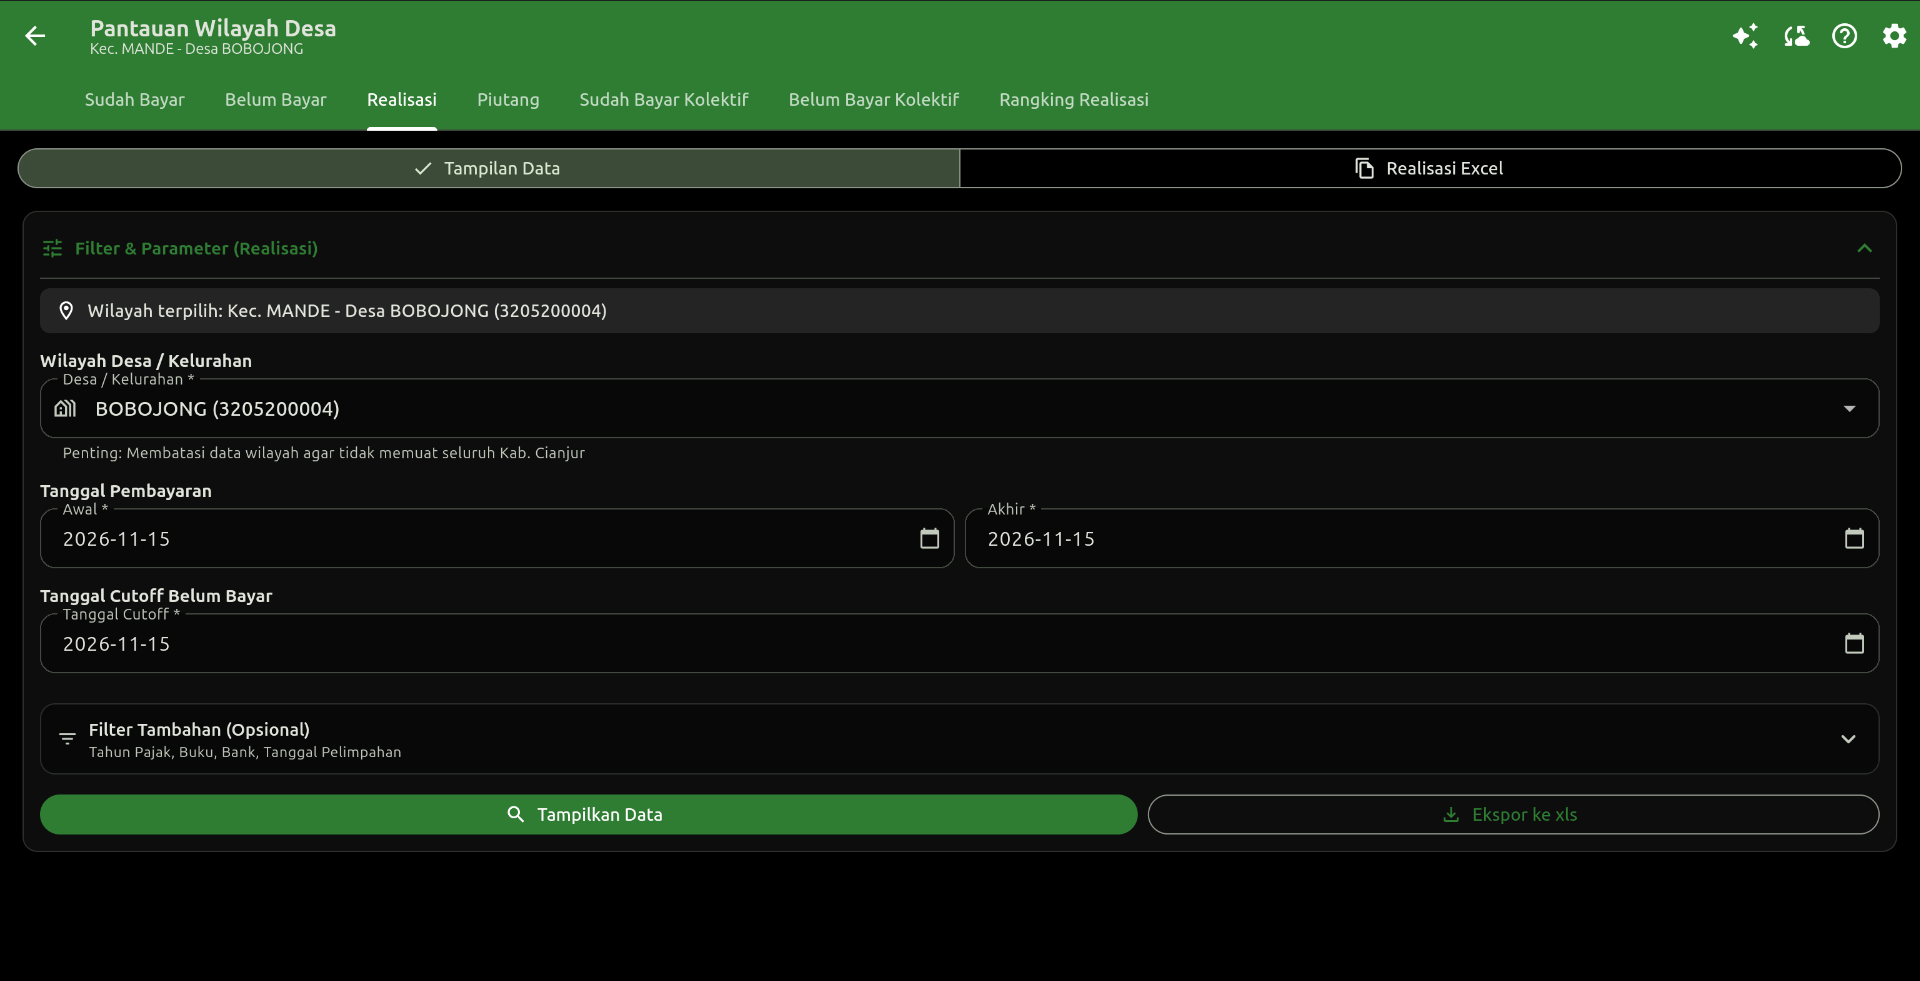 Pantauan Wilayah Desa
Kec. MANDE - Desa BOBOJONG
Sudah Bayar
Belum Bayar
Realisasi
Piutang
Sudah Bayar Kolektif
Belum Bayar Kolektif
Rangking Realisasi
Tampilan Data
Realisasi Excel
Filter & Parameter (Realisasi)
Wilayah terpilih: Kec. MANDE - Desa BOBOJONG (3205200004)
Wilayah Desa / Kelurahan
Desa / Kelurahan *
BOBOJONG (3205200004)
Penting: Membatasi data wilayah agar tidak memuat seluruh Kab. Cianjur
Tanggal Pembayaran
Awal *
2026-11-15
Akhir *
2026-11-15
Tanggal Cutoff Belum Bayar
Tanggal Cutoff *
2026-11-15
Filter Tambahan (Opsional)
Tahun Pajak, Buku, Bank, Tanggal Pelimpahan
Tampilkan Data
Ekspor ke xls